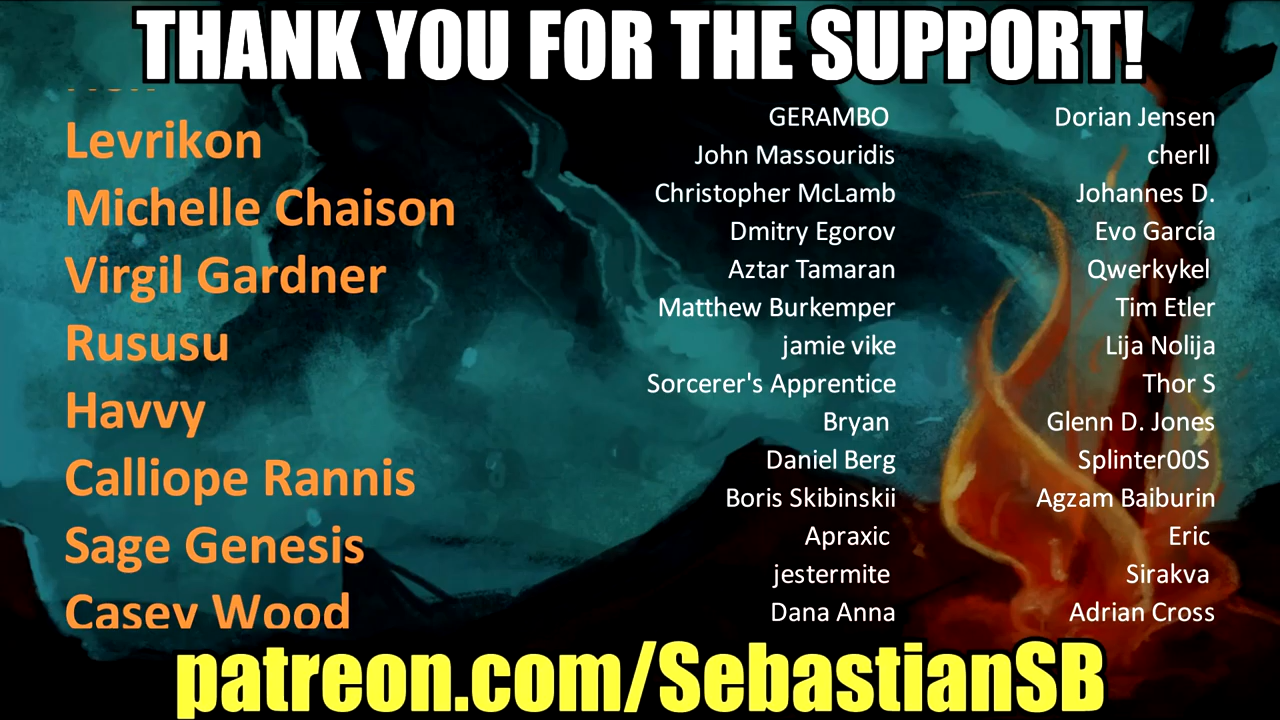 THANK YOU FOR THE SUPPORT!
Levrikon
Michelle Chaison
Virgil Gardner
Rususu
Havvy
Calliope Rannis
Sage Genesis
Casey Wood
GERAMBO
John Massouridis
Christopher McLamb
Dmitry Egorov
Aztar Tamaran
Matthew Burkemper
jamie vike
Sorcerer's Apprentice
Bryan
Daniel Berg
Boris Skibinskii
Apraxic
jestermite
Dana Anna
Dorian Jensen
cherll
Johannes D.
Evo García
Qwerkykel
Tim Etler
Lija Nolija
Thor S
Glenn D. Jones
Splinter00S
Agzam Baiburin
Eric
Sirakva
Adrian Cross
patreon.com/SebastianSB